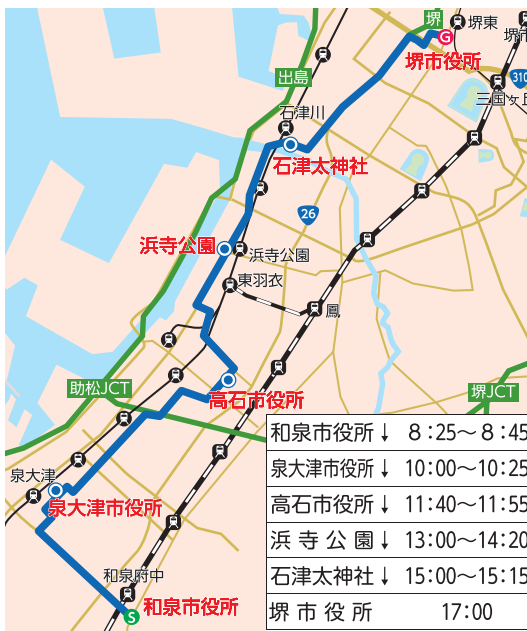 堺
堺東
G
堺市
堺市役所
310
出島
三国ヶ丘
石津川
石津太神社
26
浜寺公園
浜寺公園
東羽衣
鳳
助松JCT
堺JCT
高石市役所
泉大津
泉大津市役所
和泉府中
和泉市役所
S
和泉市役所↓ 8:25〜8:45
泉大津市役所↓ 10:00〜10:25
高石市役所↓ 11:40〜11:55
浜寺公園↓ 13:00〜14:20
石津太神社↓ 15:00〜15:15
堺市役所 17:00